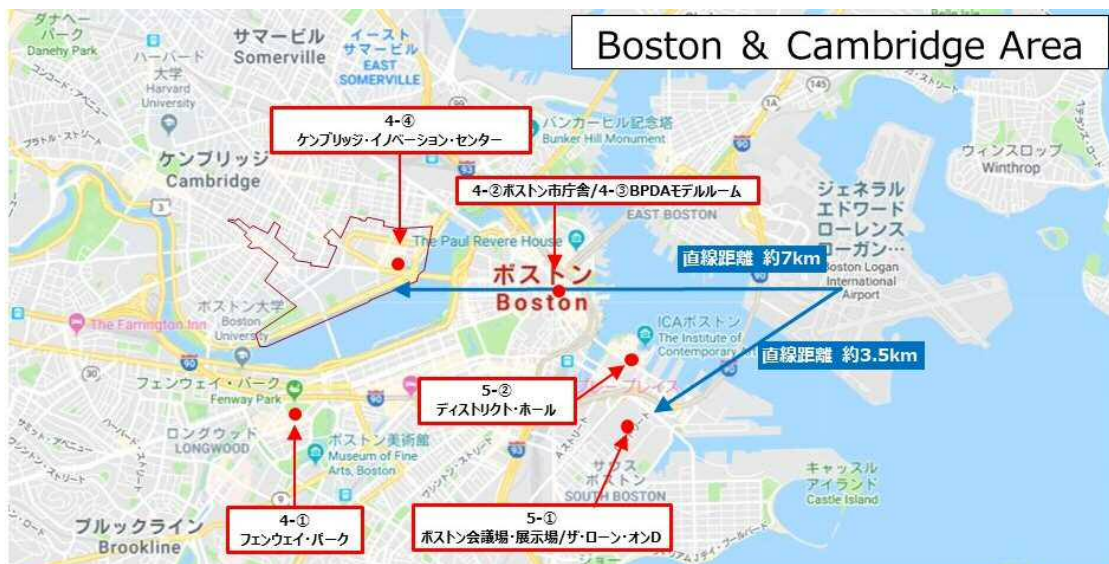 Boston & Cambridge Area
ダナヘー
パーク
Danehy Park
サマービル
Somerville
イースト
サマービル
EAST
SOMERVILLE
ハーバード
大学
Harvard
University
4-④
ケンブリッジ・イノベーション・センター
バンカーヒル記念塔
Bunker Hill Monument
ウィンスロップ
Winthrop
ケンブリッジ
Cambridge
4-②ボストン市庁舎/4-③BPDAモデルルーム
EAST BOSTON
ジェネラル
エドワード
ローレンス
ローガン…
Boston Logan
International
Airport
The Paul Revere House
直線距離 約7km
ボストン
Boston
ボストン大学
Boston
University
The Farrington Inn
ICAボストン
The Institute of
Contemporary
直線距離 約3.5km
フェンウェイ・パーク
Fenway Park
5-②
ディストリクト・ホール
ロングウッド
LONGWOOD
ボストン美術館
Museum of Fine
Arts, Boston
サウス
ボストン
SOUTH BOSTON
キャッスル
アイランド
Castle Island
4-①
フェンウェイ・パーク
5-①
ボストン会議場・展示場/ザ・ローン・オンD
ブルックライン
Brookline